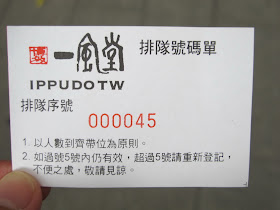 一風堂 排隊號碼單
IPPUDO TW
排隊序號
000045
1. 以人數到齊帶位為原則。
2. 如過號5號內仍有效，超過5號請重新登記，
不便之處，敬請見諒。